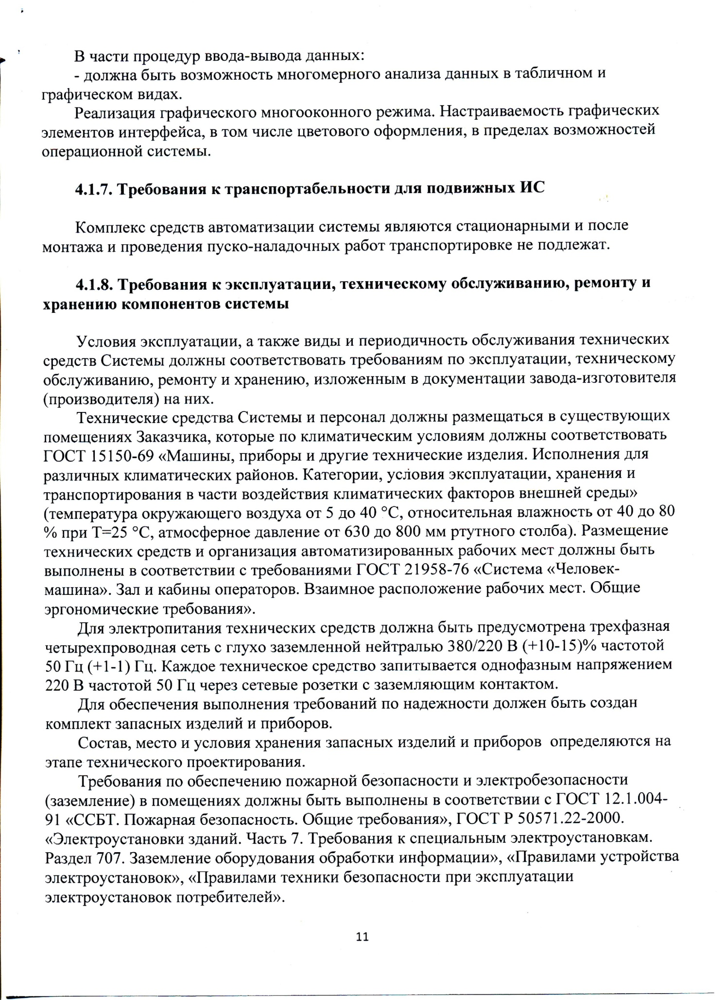 В части процедур ввода-вывода данных:
- должна быть возможность многомерного анализа данных в табличном и
графическом видах.
Реализация графического многооконного режима. Настраиваемость графических
элементов интерфейса, в том числе цветового оформления, в пределах возможностей
операционной системы.
4.1.7. Требования к транспортабельности для подвижных ИС
Комплекс средств автоматизации системы являются стационарными и после
монтажа и проведения пуско-наладочных работ транспортировке не подлежат.
4.1.8. Требования к эксплуатации, техническому обслуживанию, ремонту и
хранению компонентов системы
Условия эксплуатации, а также виды и периодичность обслуживания технических
средств Системы должны соответствовать требованиям по эксплуатации, техническому
обслуживанию, ремонту и хранению, изложенным в документации завода-изготовителя
(производителя) на них.
Технические средства Системы и персонал должны размещаться в существующих
помещениях Заказчика, которые по климатическим условиям должны соответствовать
ГОСТ 15150-69 «Машины, приборы и другие технические изделия. Исполнения для
различных климатических районов. Категории, условия эксплуатации, хранения и
транспортирования в части воздействия климатических факторов внешней среды»
(температура окружающего воздуха от 5 до 40 °С, относительная влажность от 40 до 80
% при Т=25 °С, атмосферное давление от 630 до 800 мм ртутного столба). Размещение
технических средств и организация автоматизированных рабочих мест должны быть
выполнены в соответствии с требованиями ГОСТ 21958-76 «Система «Человек-
машина». Зал и кабины операторов. Взаимное расположение рабочих мест. Общие
эргономические требования».
Для электропитания технических средств должна быть предусмотрена трехфазная
четырехпроводная сеть с глухо заземленной нейтралью 380/220 В (+10-15)% частотой
50 Гц (+1-1) Гц. Каждое техническое средство запитывается однофазным напряжением
220 В частотой 50 Гц через сетевые розетки с заземляющим контактом.
Для обеспечения выполнения требований по надежности должен быть создан
комплект запасных изделий и приборов.
Состав, место и условия хранения запасных изделий и приборов  определяются на
этапе технического проектирования.
Требования по обеспечению пожарной безопасности и электробезопасности
(заземление) в помещениях должны быть выполнены в соответствии с ГОСТ 12.1.004-
91 «ССБТ. Пожарная безопасность. Общие требования», ГОСТ Р 50571.22-2000.
«Электроустановки зданий. Часть 7. Требования к специальным электроустановкам.
Раздел 707. Заземление оборудования обработки информации», «Правилами устройства
электроустановок», «Правилами техники безопасности при эксплуатации
электроустановок потребителей».
11